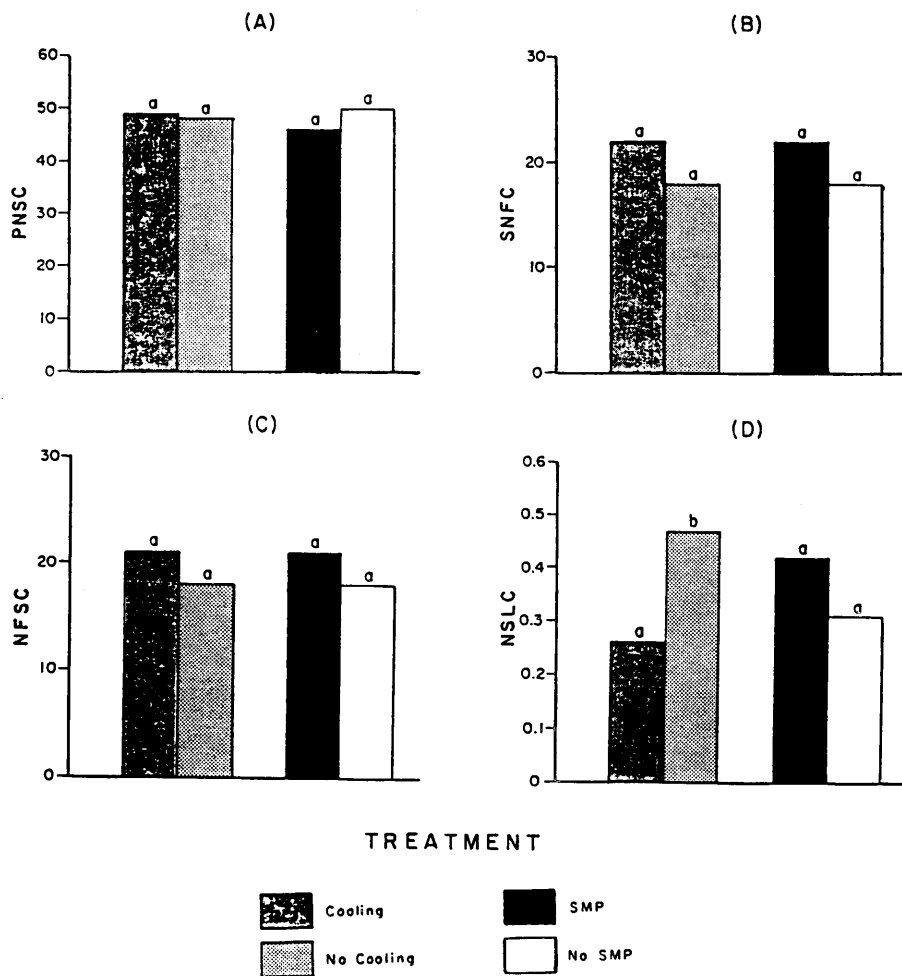 (A)
PNSC
60
50
40
30
20
10
0
a
a
a
a
(B)
SNFC
30
20
10
0
a
a
a
a
(C)
NFSC
30
20
10
0
a
a
a
a
(D)
NSLC
0.6
0.5
0.4
0.3
0.2
0.1
0
a
b
a
a
TREATMENT
Cooling
SMP
No Cooling
No SMP